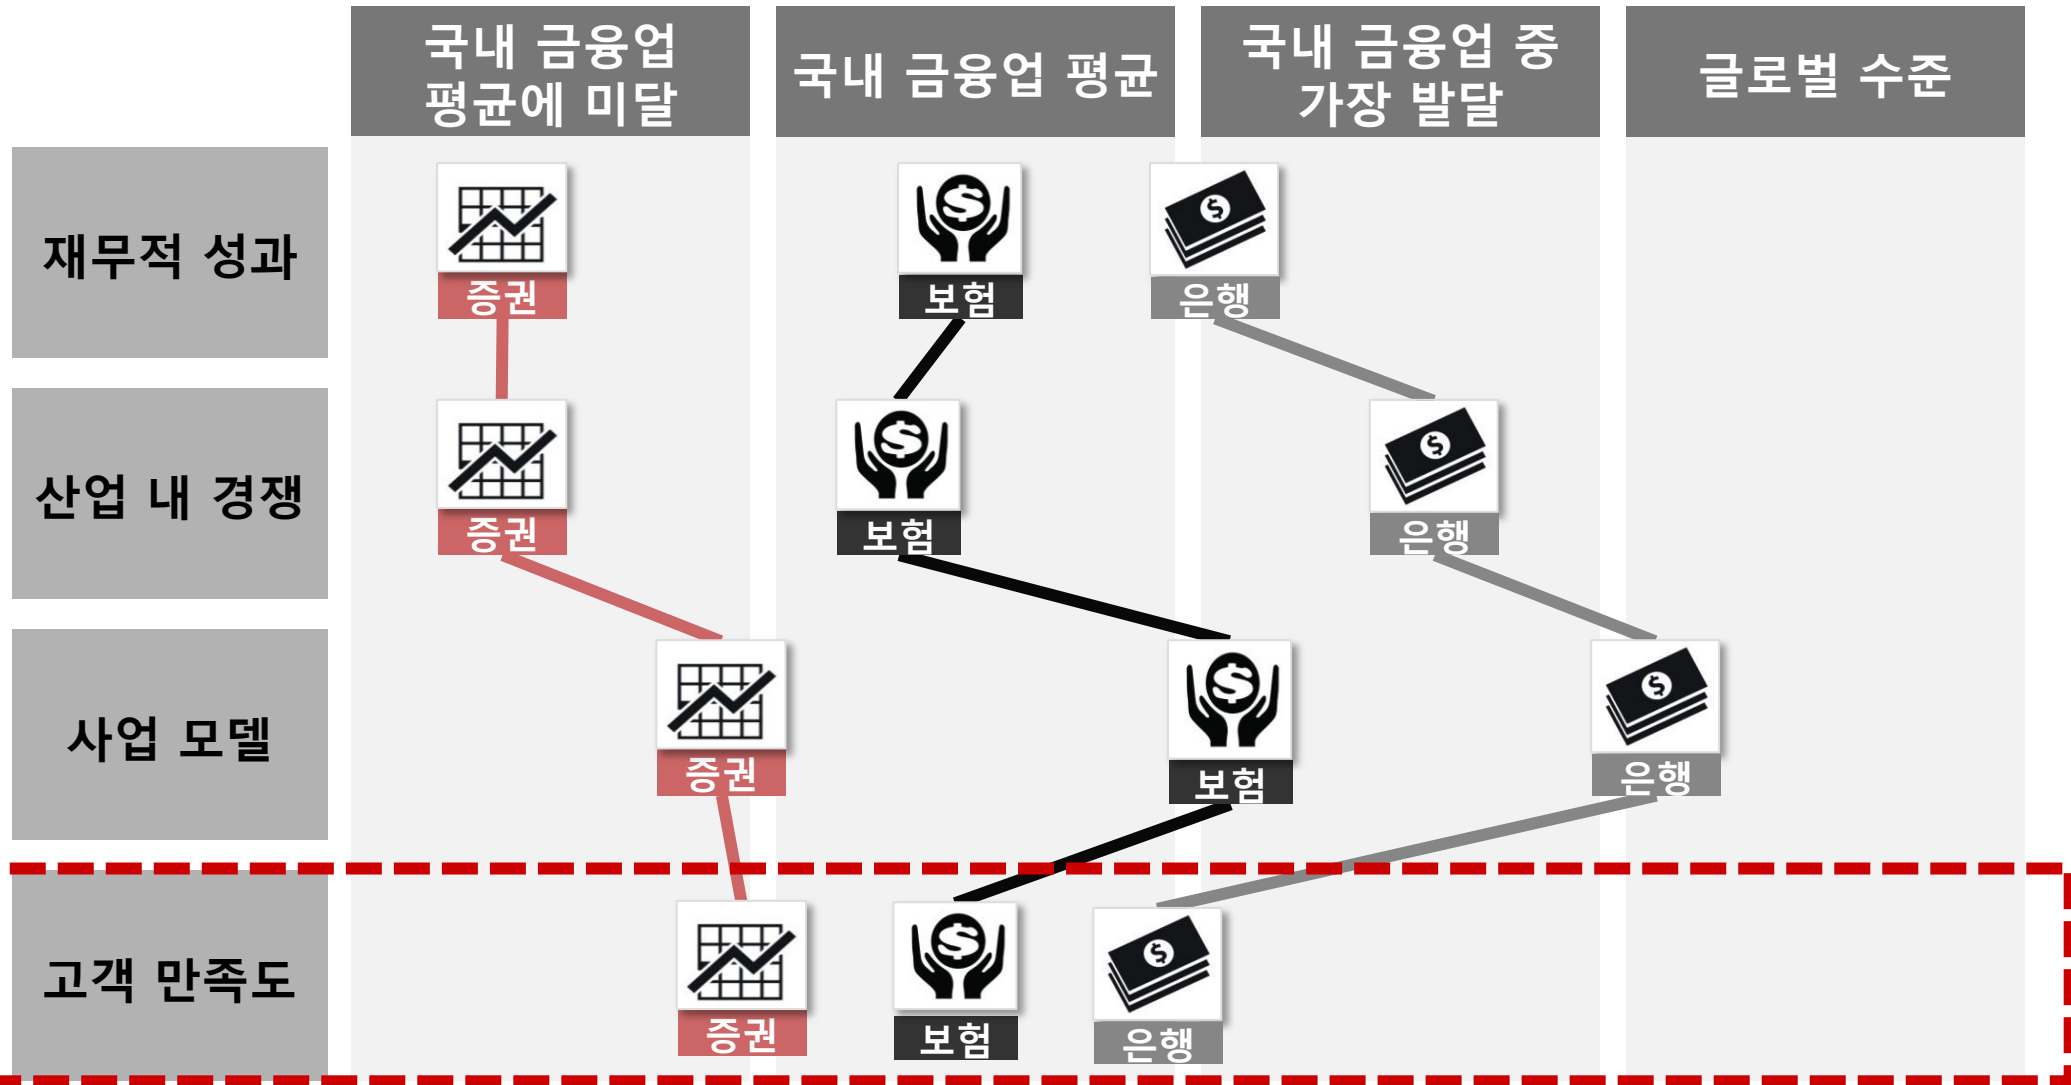 국내 금융업
평균에 미달
국내 금융업 평균
국내 금융업 중
가장 발달
글로벌 수준
재무적 성과
증권
보험
은행
산업 내 경쟁
증권
보험
은행
사업 모델
증권
보험
은행
고객 만족도
증권
보험
은행